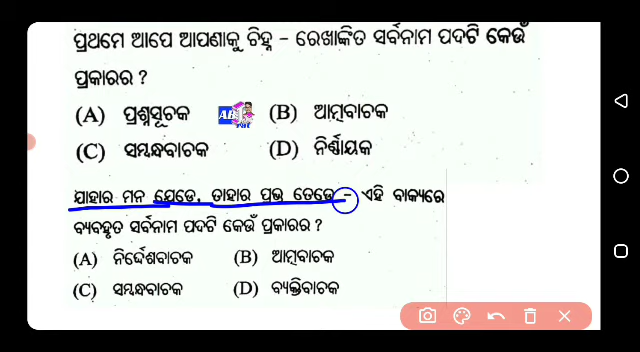 ପ୍ରଥମେ ଆପେ ଆପଣାକୁ ଚିହ୍ନ – ରେଖାଙ୍କିତ ସର୍ବନାମ ପଦଟି କେଉଁ
ପ୍ରକାରର ?
(A) ପ୍ରଶ୍ନସୂଚକ (B) ଆତ୍ମବାଚକ
(C) ସମ୍ବନ୍ଧବାଚକ (D) ନିର୍ଣ୍ଣାୟକ
ଯାହାର ମନ ଯେଡେ, ତାହାର ପ୍ରଭୁ ତେଡେ – ଏହି ବାକ୍ୟରେ
ବ୍ୟବହୃତ ସର୍ବନାମ ପଦଟି କେଉଁ ପ୍ରକାରର ?
(A) ନିର୍ଦ୍ଦେଶବାଚକ (B) ଆତ୍ମବାଚକ
(C) ସମ୍ବନ୍ଧବାଚକ (D) ବ୍ୟକ୍ତିବାଚକ